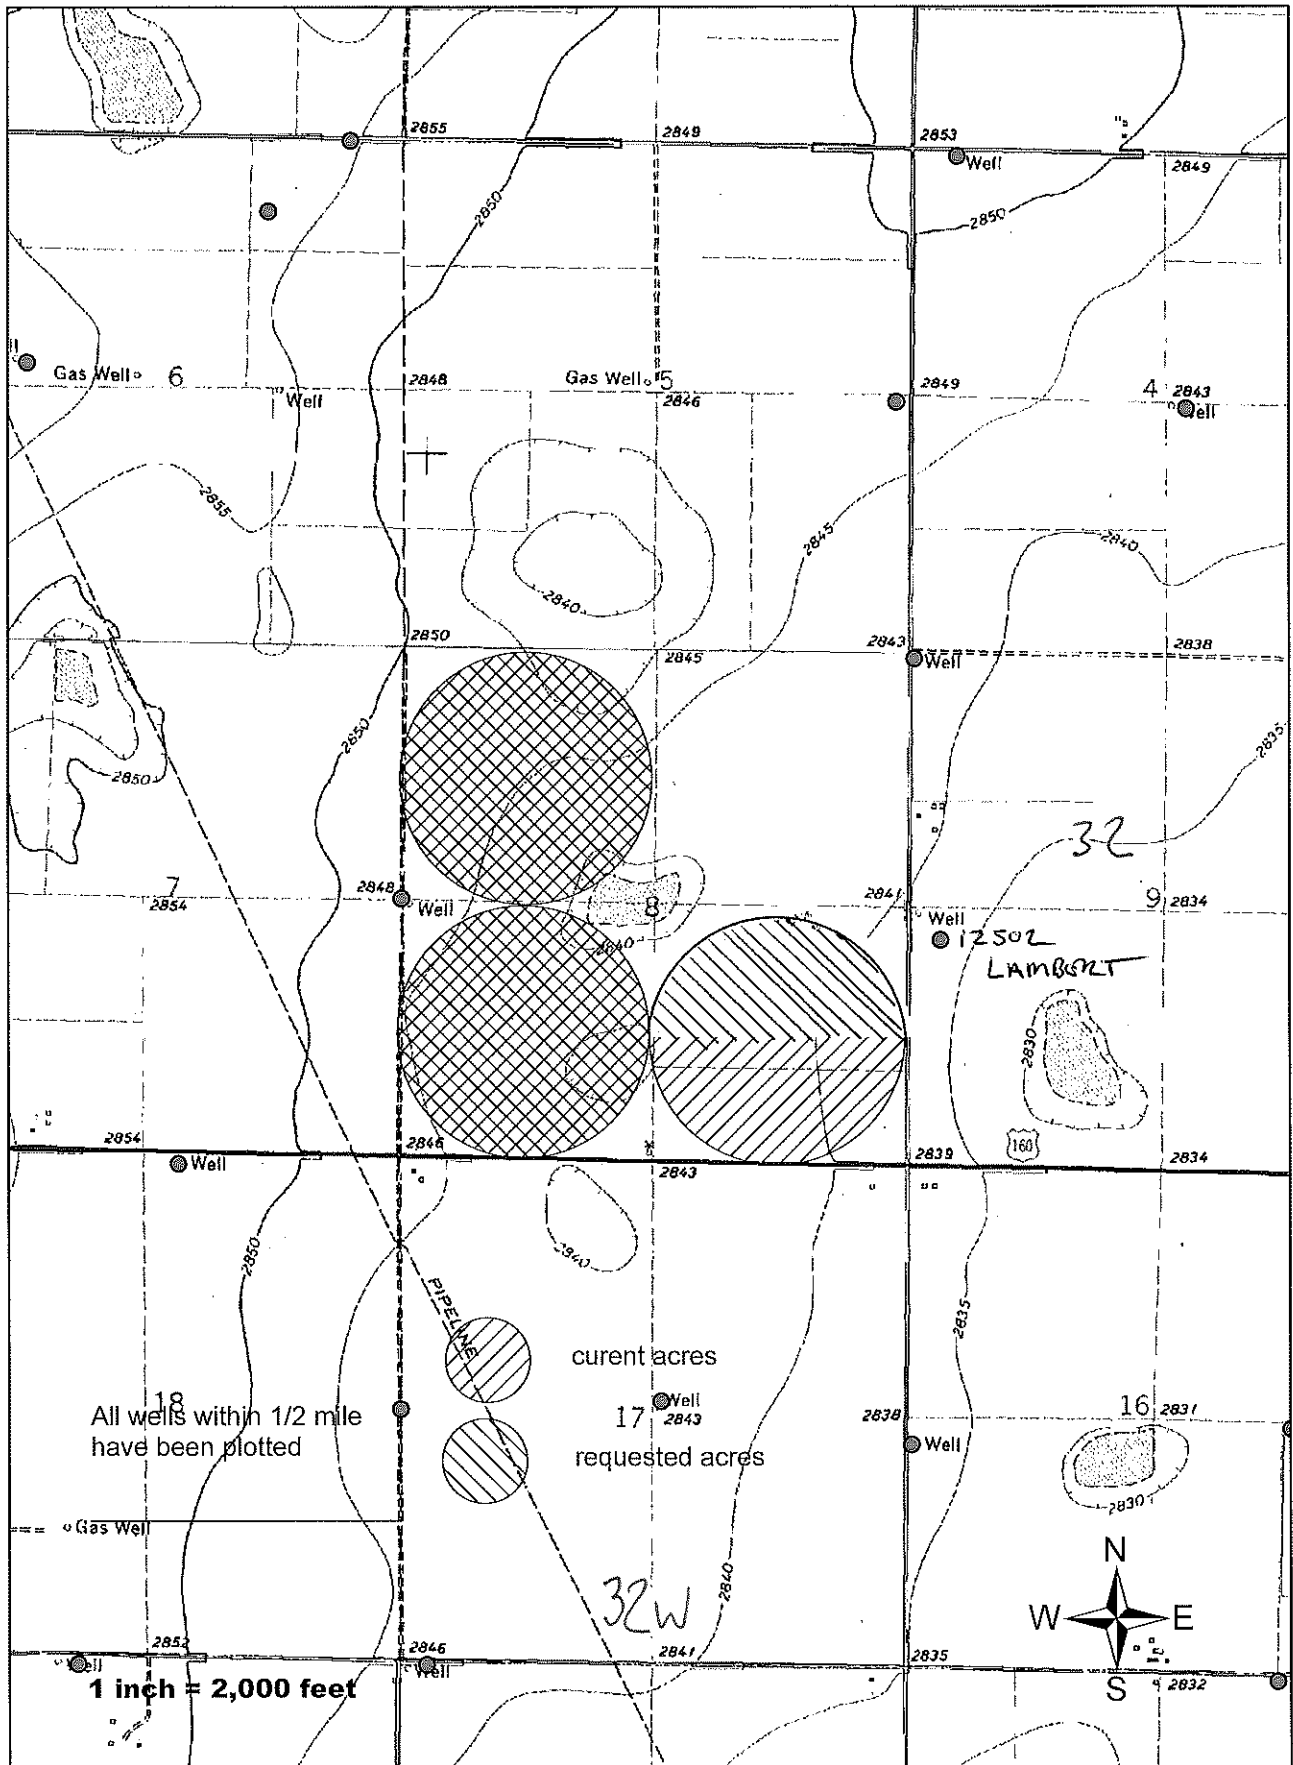 2855
2849
2853
Well
2849
2850
2850
Gas Well
6
Well
2848
Gas Well
5
2846
2849
4
2843
Well
2855
2845
2840
2840
2850
2845
2843
Well
2838
2850
2835
2850
32
7
2854
2848
Well
8
2841
Well
9
2834
2840
12502
LAMBERT
2830
2854
Well
2846
2843
2839
160
2834
2850
2840
PIPELINE
2835
curent acres
18
All wells within 1/2 mile
have been plotted
17
Well
2843
2838
Well
16
2831
requested acres
2830
Gas Well
N
W
E
S
32W
2840
2852
Well
2846
Well
2841
2835
2832
1 inch = 2,000 feet